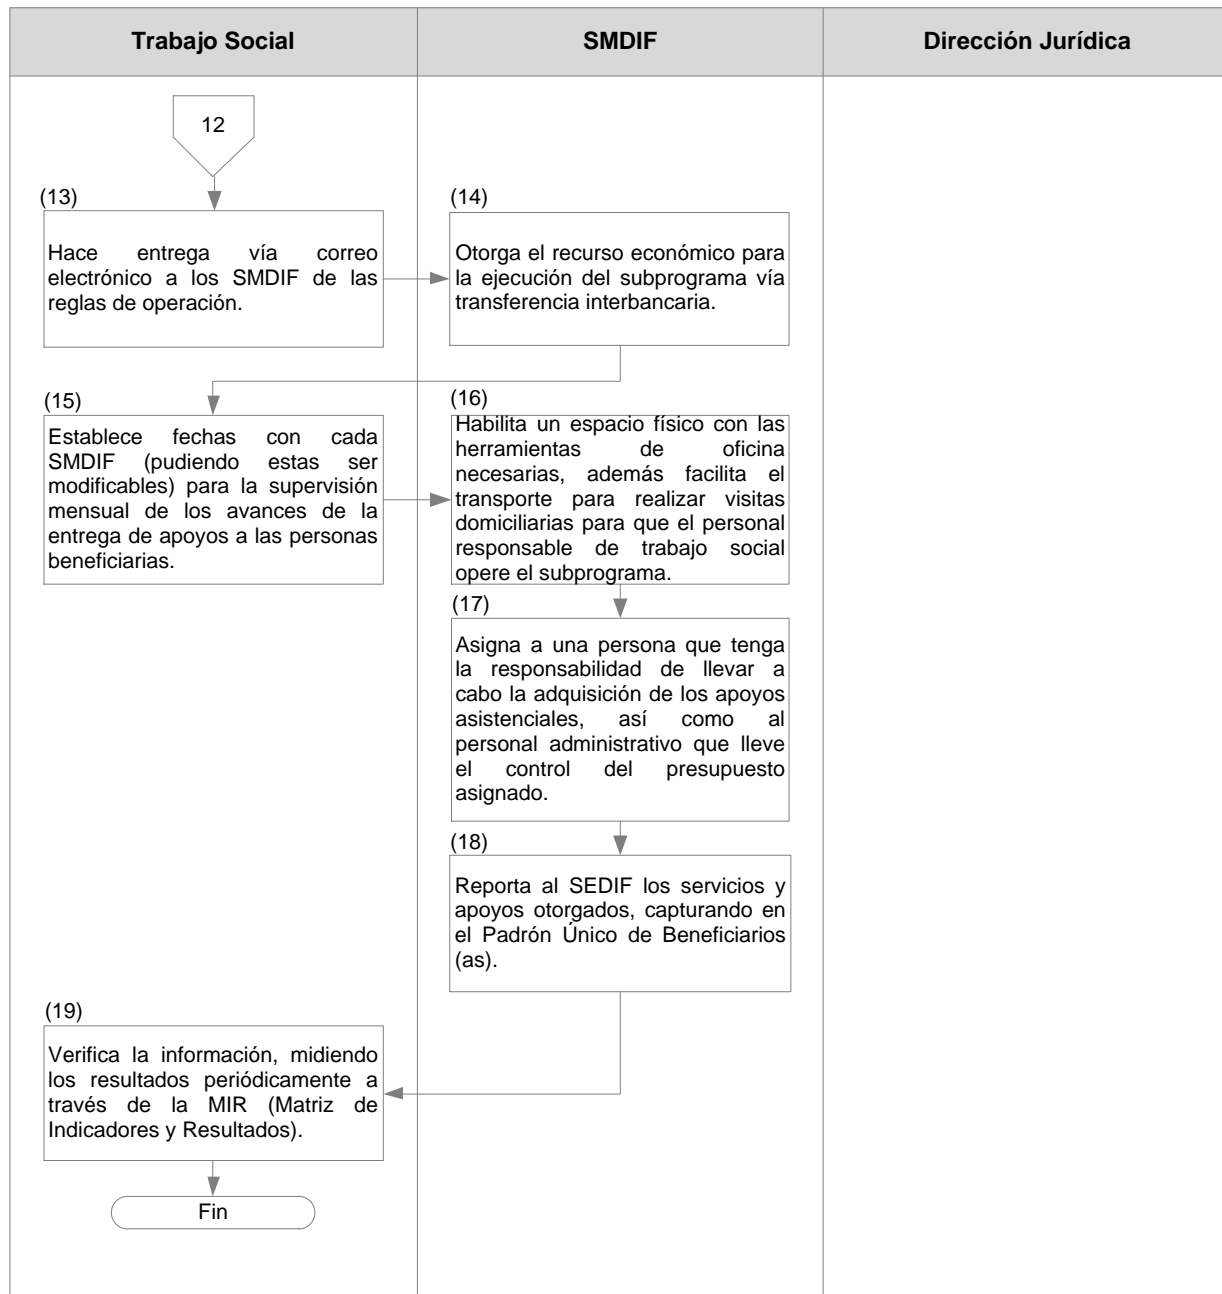 Trabajo Social
SMDIF
Dirección Jurídica
12
(13)
Hace entrega vía correo
electrónico a los SMDIF de las
reglas de operación.
(14)
Otorga el recurso económico para
la ejecución del subprograma vía
transferencia interbancaria.
(15)
Establece fechas con cada
SMDIF (pudiendo estas ser
modificables) para la supervisión
mensual de los avances de la
entrega de apoyos a las personas
beneficiarias.
(16)
Habilita un espacio físico con las
herramientas de oficina
necesarias, además facilita el
transporte para realizar visitas
domiciliarias para que el personal
responsable de trabajo social
opere el subprograma.
(17)
Asigna a una persona que tenga
la responsabilidad de llevar a
cabo la adquisición de los apoyos
asistenciales, así como al
personal administrativo que lleve
el control del presupuesto
asignado.
(18)
Reporta al SEDIF los servicios y
apoyos otorgados, capturando en
el Padrón Único de Beneficiarios
(as).
(19)
Verifica la información, midiendo
los resultados periódicamente a
través de la MIR (Matriz de
Indicadores y Resultados).
Fin